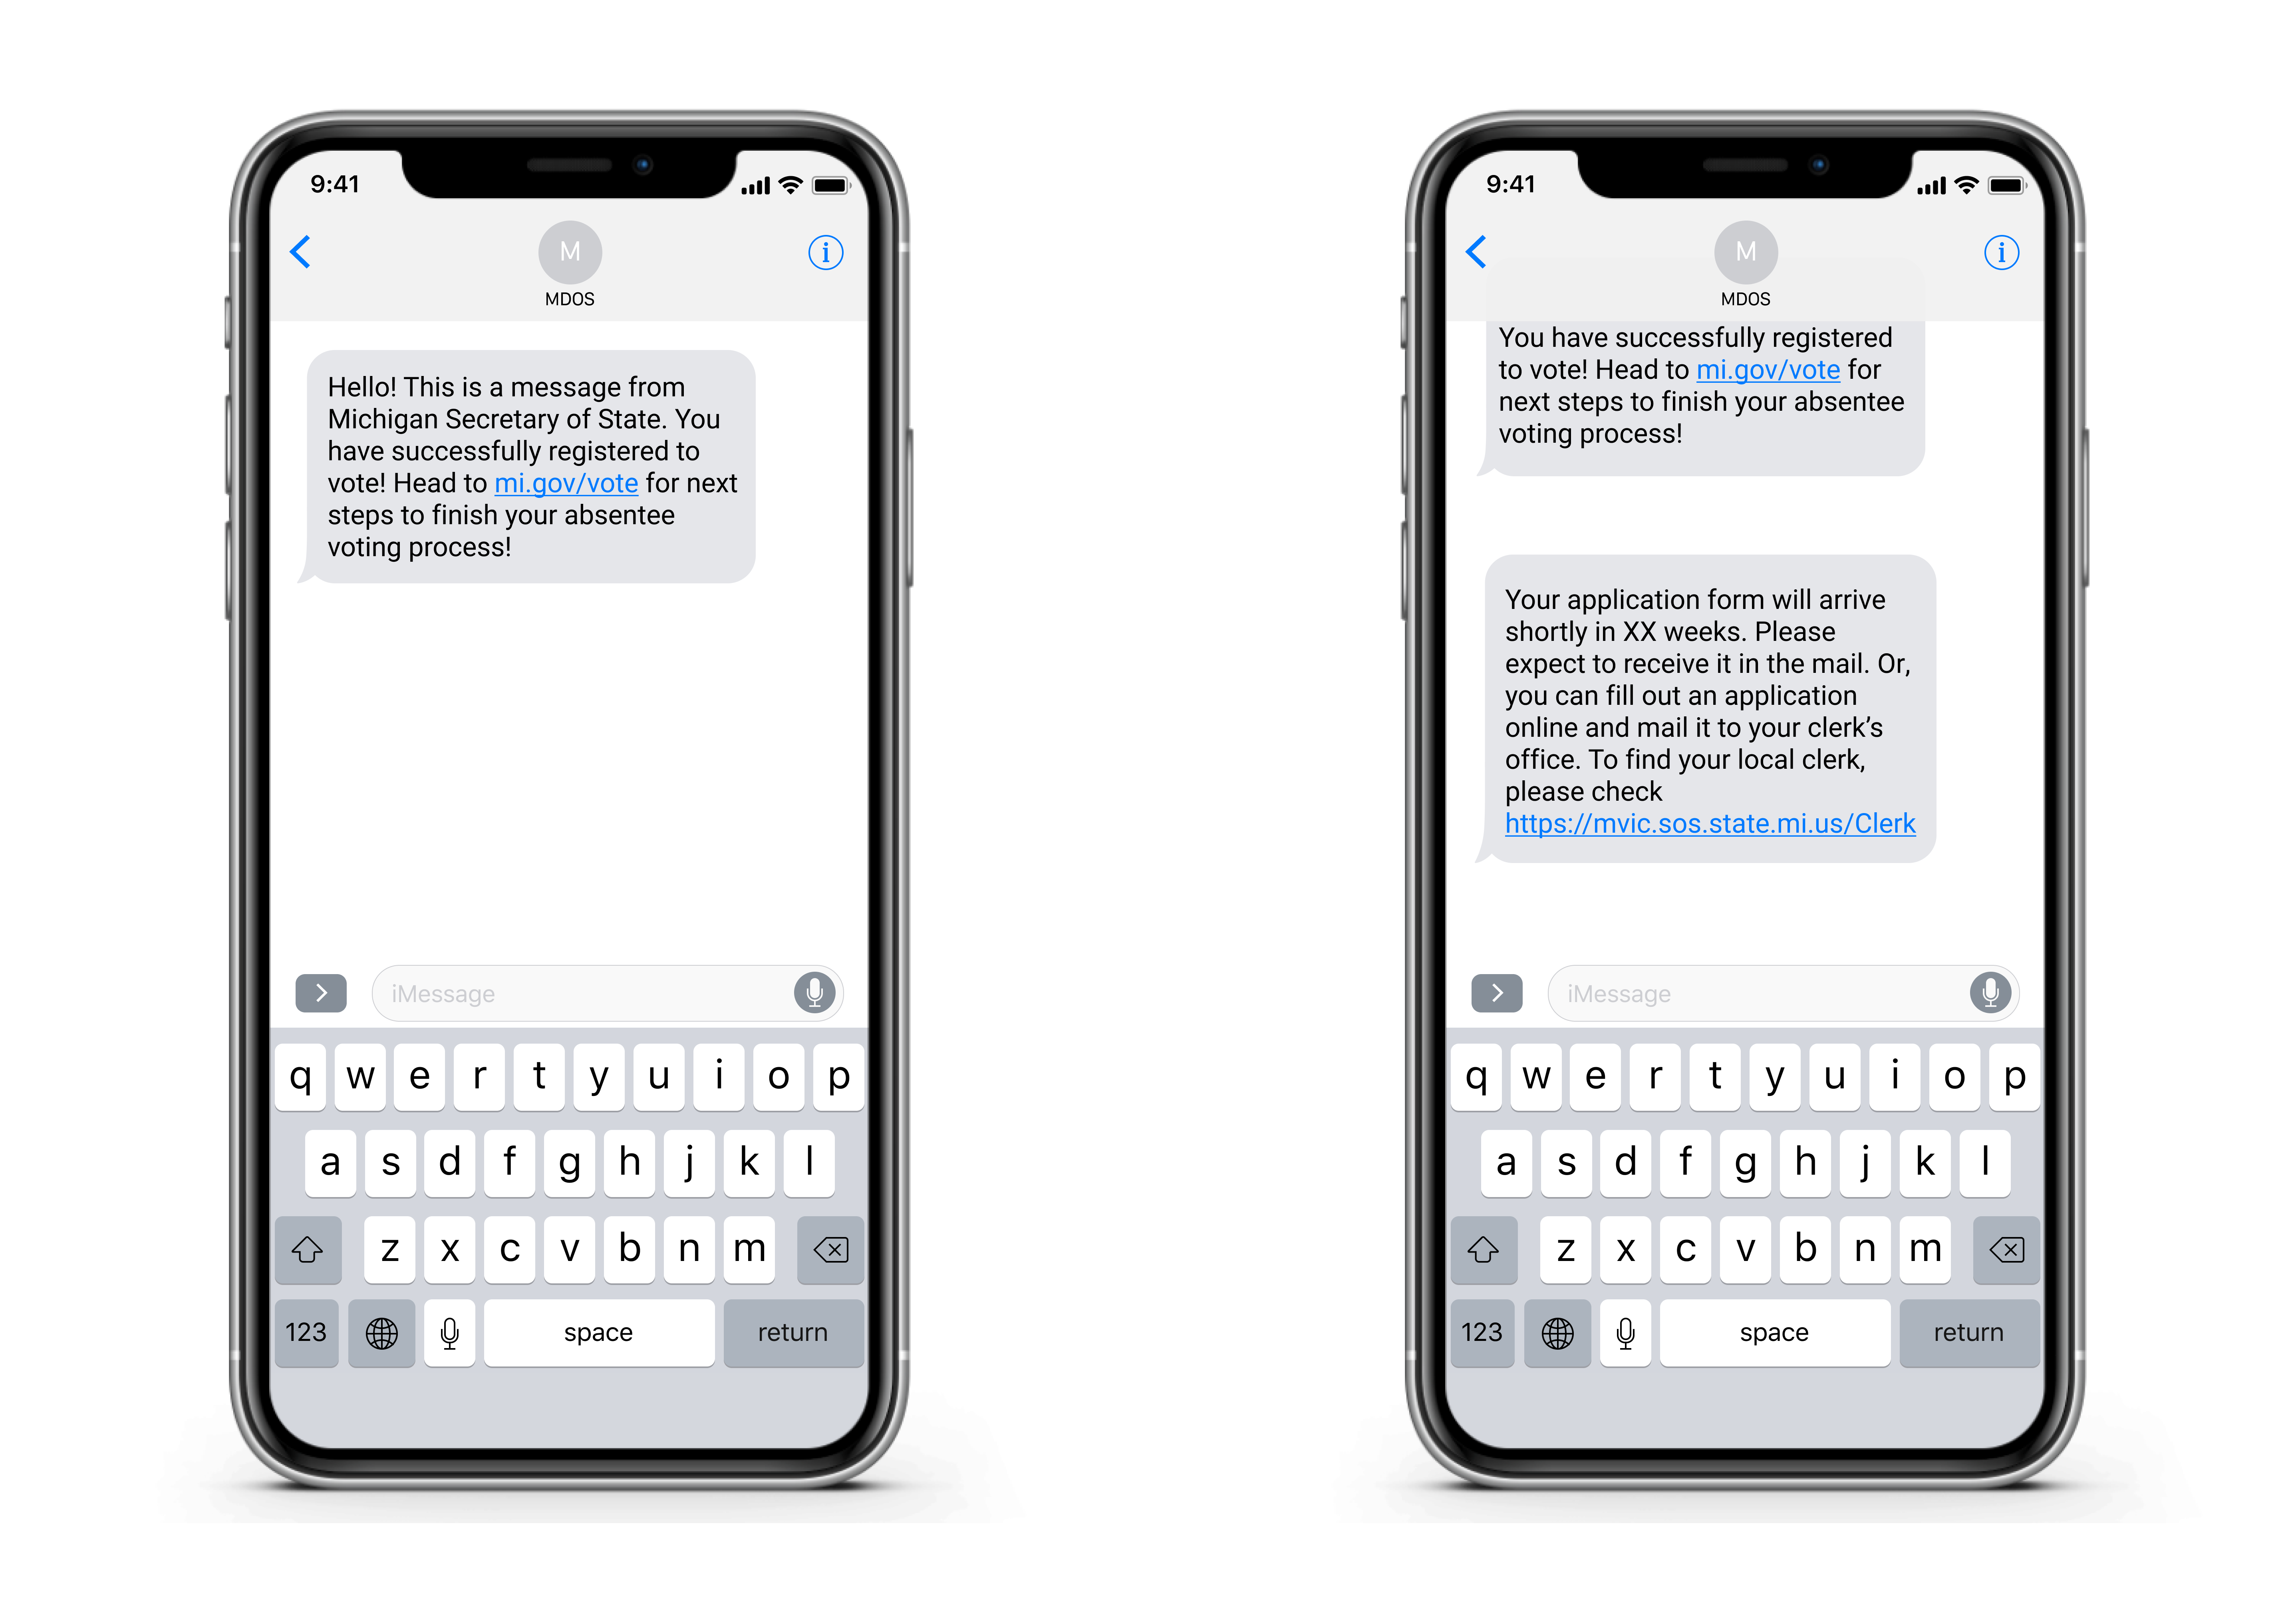 9:41
M
MDOS
Hello! This is a message from
Michigan Secretary of State. You
have successfully registered to
vote! Head to mi.gov/vote for next
steps to finish your absentee
voting process!
iMessage
q w e r t y u i o p
a s d f g h j k l
z x c v b n m
123 space return
9:41
M
MDOS
You have successfully registered
to vote! Head to mi.gov/vote for
next steps to finish your absentee
voting process!
Your application form will arrive
shortly in XX weeks. Please
expect to receive it in the mail. Or,
you can fill out an application
online and mail it to your clerk’s
office. To find your local clerk,
please check
https://mvic.sos.state.mi.us/Clerk
iMessage
q w e r t y u i o p
a s d f g h j k l
z x c v b n m
123 space return